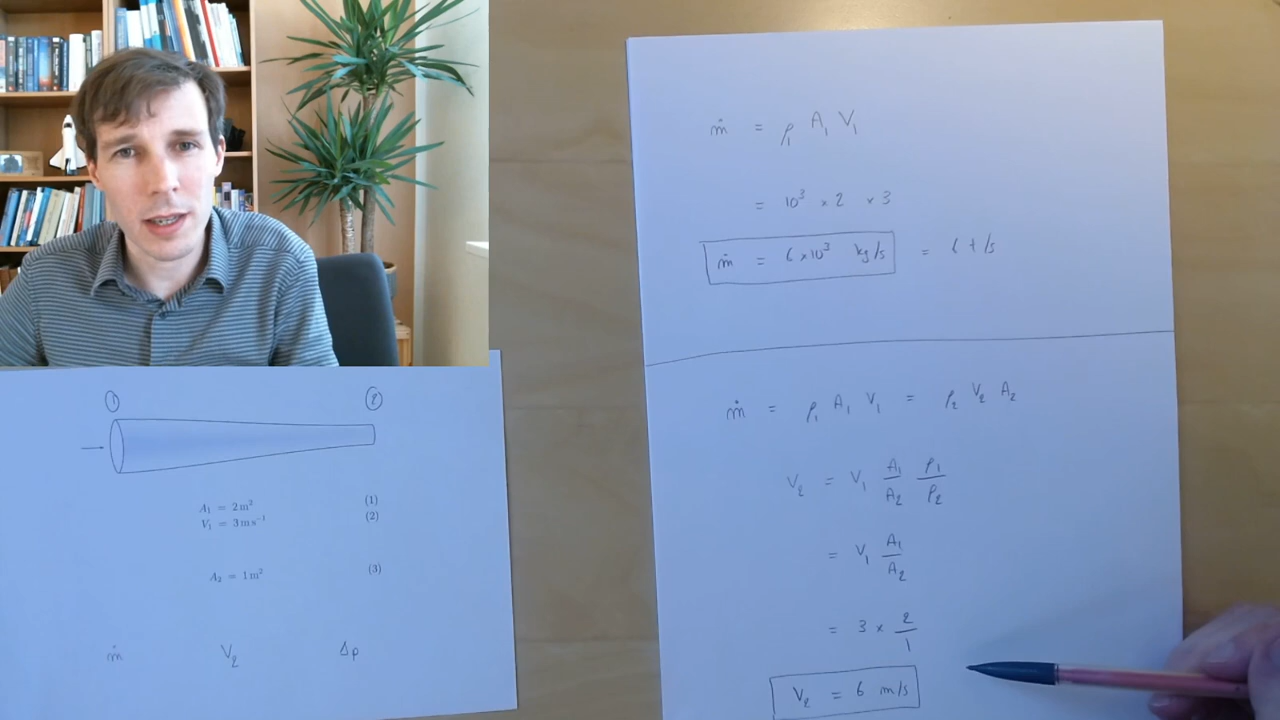 ① ②
A₁ = 2 m² (1)
V₁ = 3 m s⁻¹ (2)
A₂ = 1 m² (3)
ṁ V₂ Δp
ṁ = ρ₁ A₁ V₁
= 10³ × 2 × 3
ṁ = 6 × 10³ kg/s = 6 t/s
ṁ = ρ₁ A₁ V₁ = ρ₂ V₂ A₂
V₂ = V₁ A₁/A₂ ρ₁/ρ₂
= V₁ A₁/A₂
= 3 × 2/1
V₂ = 6 m/s